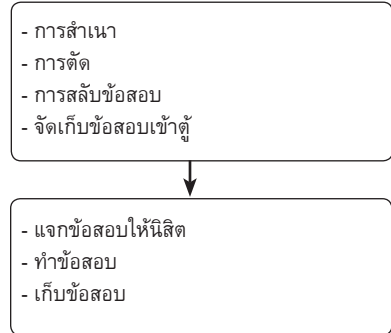 - การสำเนา
- การตัด
- การสลับข้อสอบ
- จัดเก็บข้อสอบเข้าตู้
- แจกข้อสอบให้นิสิต
- ทำข้อสอบ
- เก็บข้อสอบ